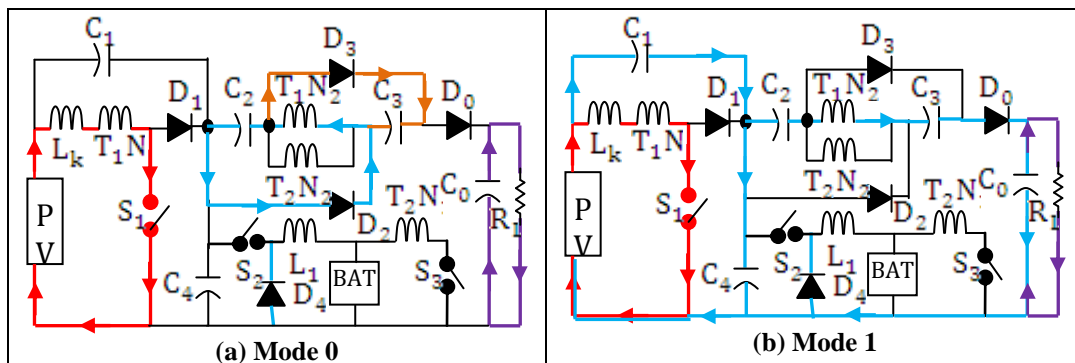 C₁
D₃
T₁N₂
D₁
C₂
C₃
D₀
Lₖ
T₁N
T₂N₂
T₂N
C₀
P
V
S₁
D₂
R_L
S₂
L₁
S₃
C₄
D₄
BAT
(a) Mode 0
C₁
D₃
T₁N₂
D₁
C₂
C₃
D₀
Lₖ
T₁N
T₂N₂
T₂N
C₀
P
V
S₁
D₂
R_L
S₂
L₁
S₃
C₄
D₄
BAT
(b) Mode 1